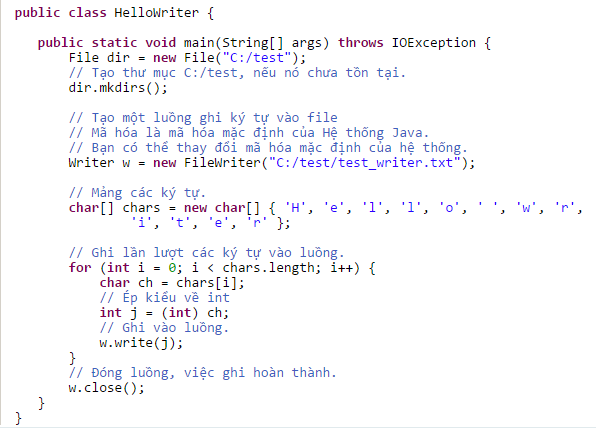 public class HelloWriter {
public static void main(String[] args) throws IOException {
File dir = new File("C:/test");
// Tạo thư mục C:/test, nếu nó chưa tồn tại.
dir.mkdirs();
// Tạo một luồng ghi ký tự vào file
// Mã hóa là mã hóa mặc định của Hệ thống Java.
// Bạn có thể thay đổi mã hóa mặc định của hệ thống.
Writer w = new FileWriter("C:/test/test_writer.txt");
// Mảng các ký tự.
char[] chars = new char[] { 'H', 'e', 'l', 'l', 'o', ' ', 'w', 'r',
'i', 't', 'e', 'r' };
// Ghi lần lượt các ký tự vào luồng.
for (int i = 0; i < chars.length; i++) {
char ch = chars[i];
// Ép kiểu về int
int j = (int) ch;
// Ghi vào luồng.
w.write(j);
}
// Đóng luồng, việc ghi hoàn thành.
w.close();
}
}